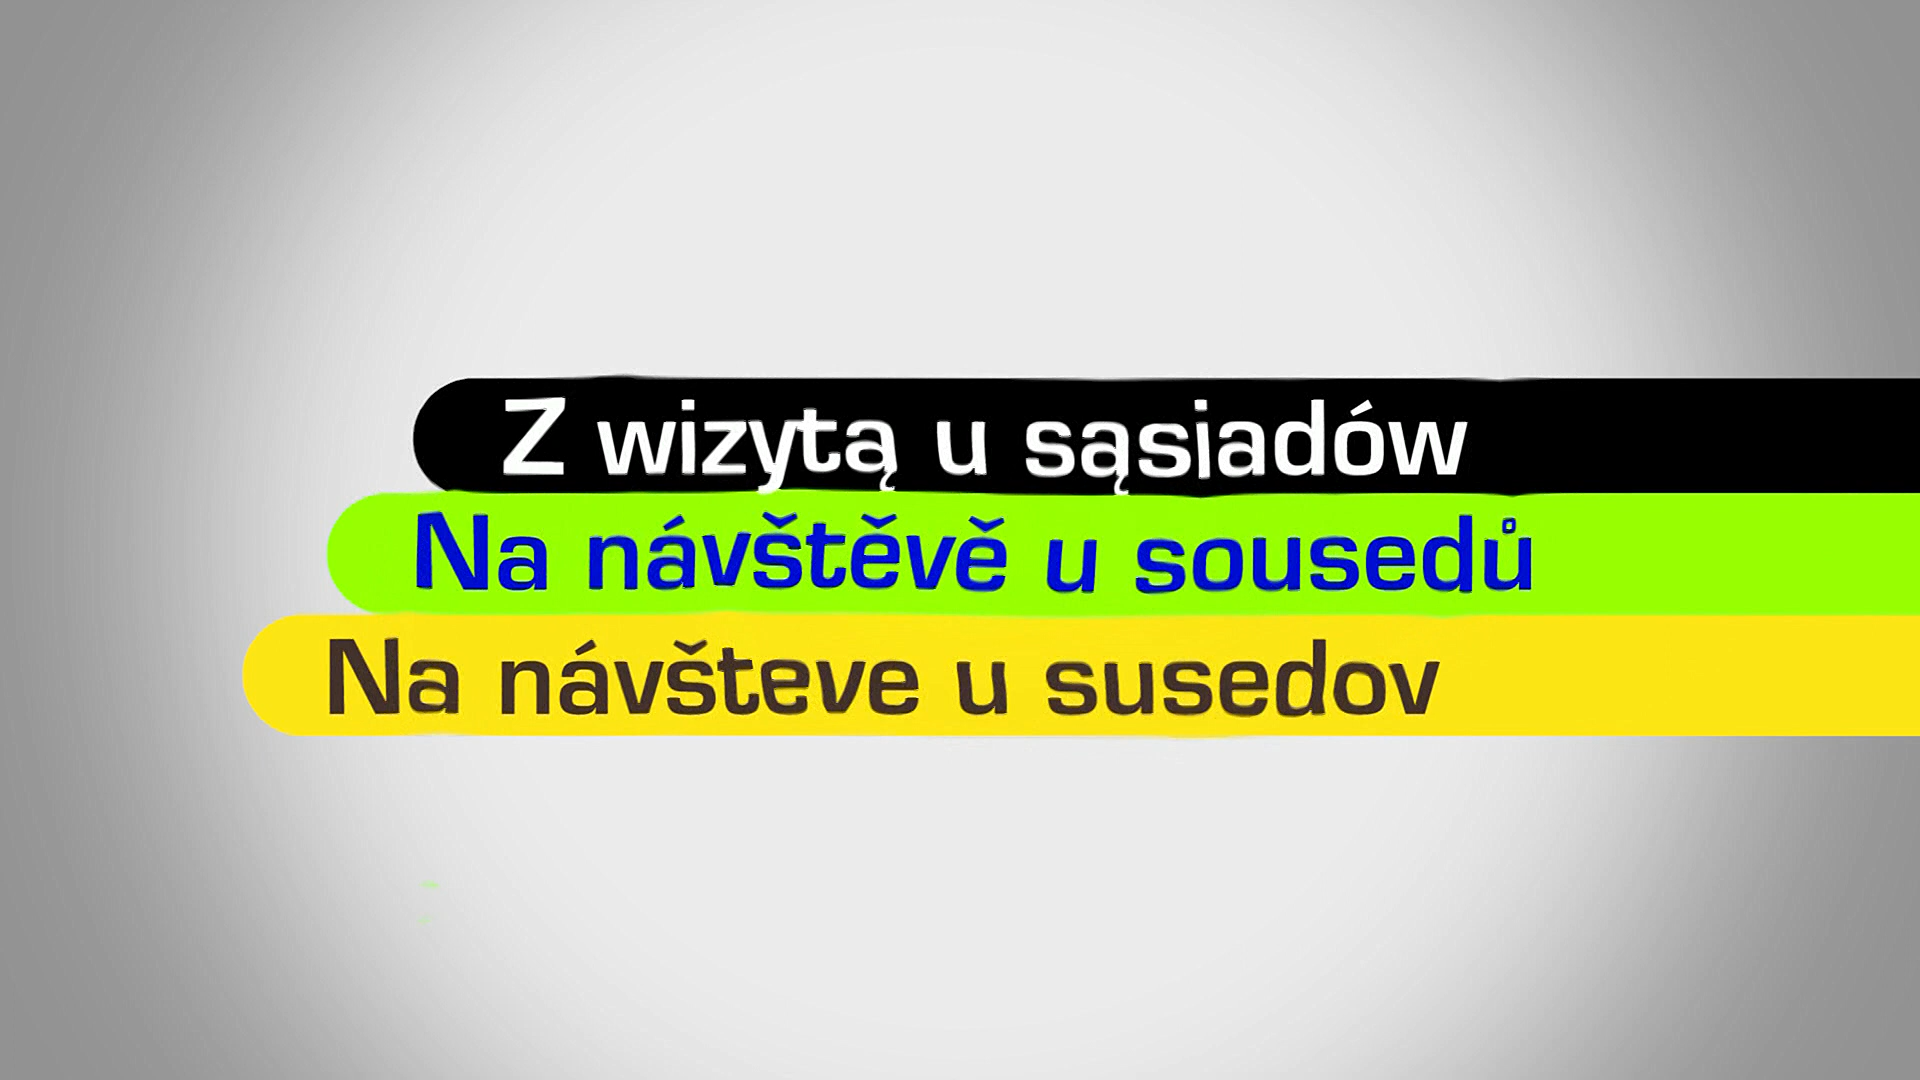 Z wizytą u sąsiadów
Na návštěvě u sousedů
Na návšteve u susedov